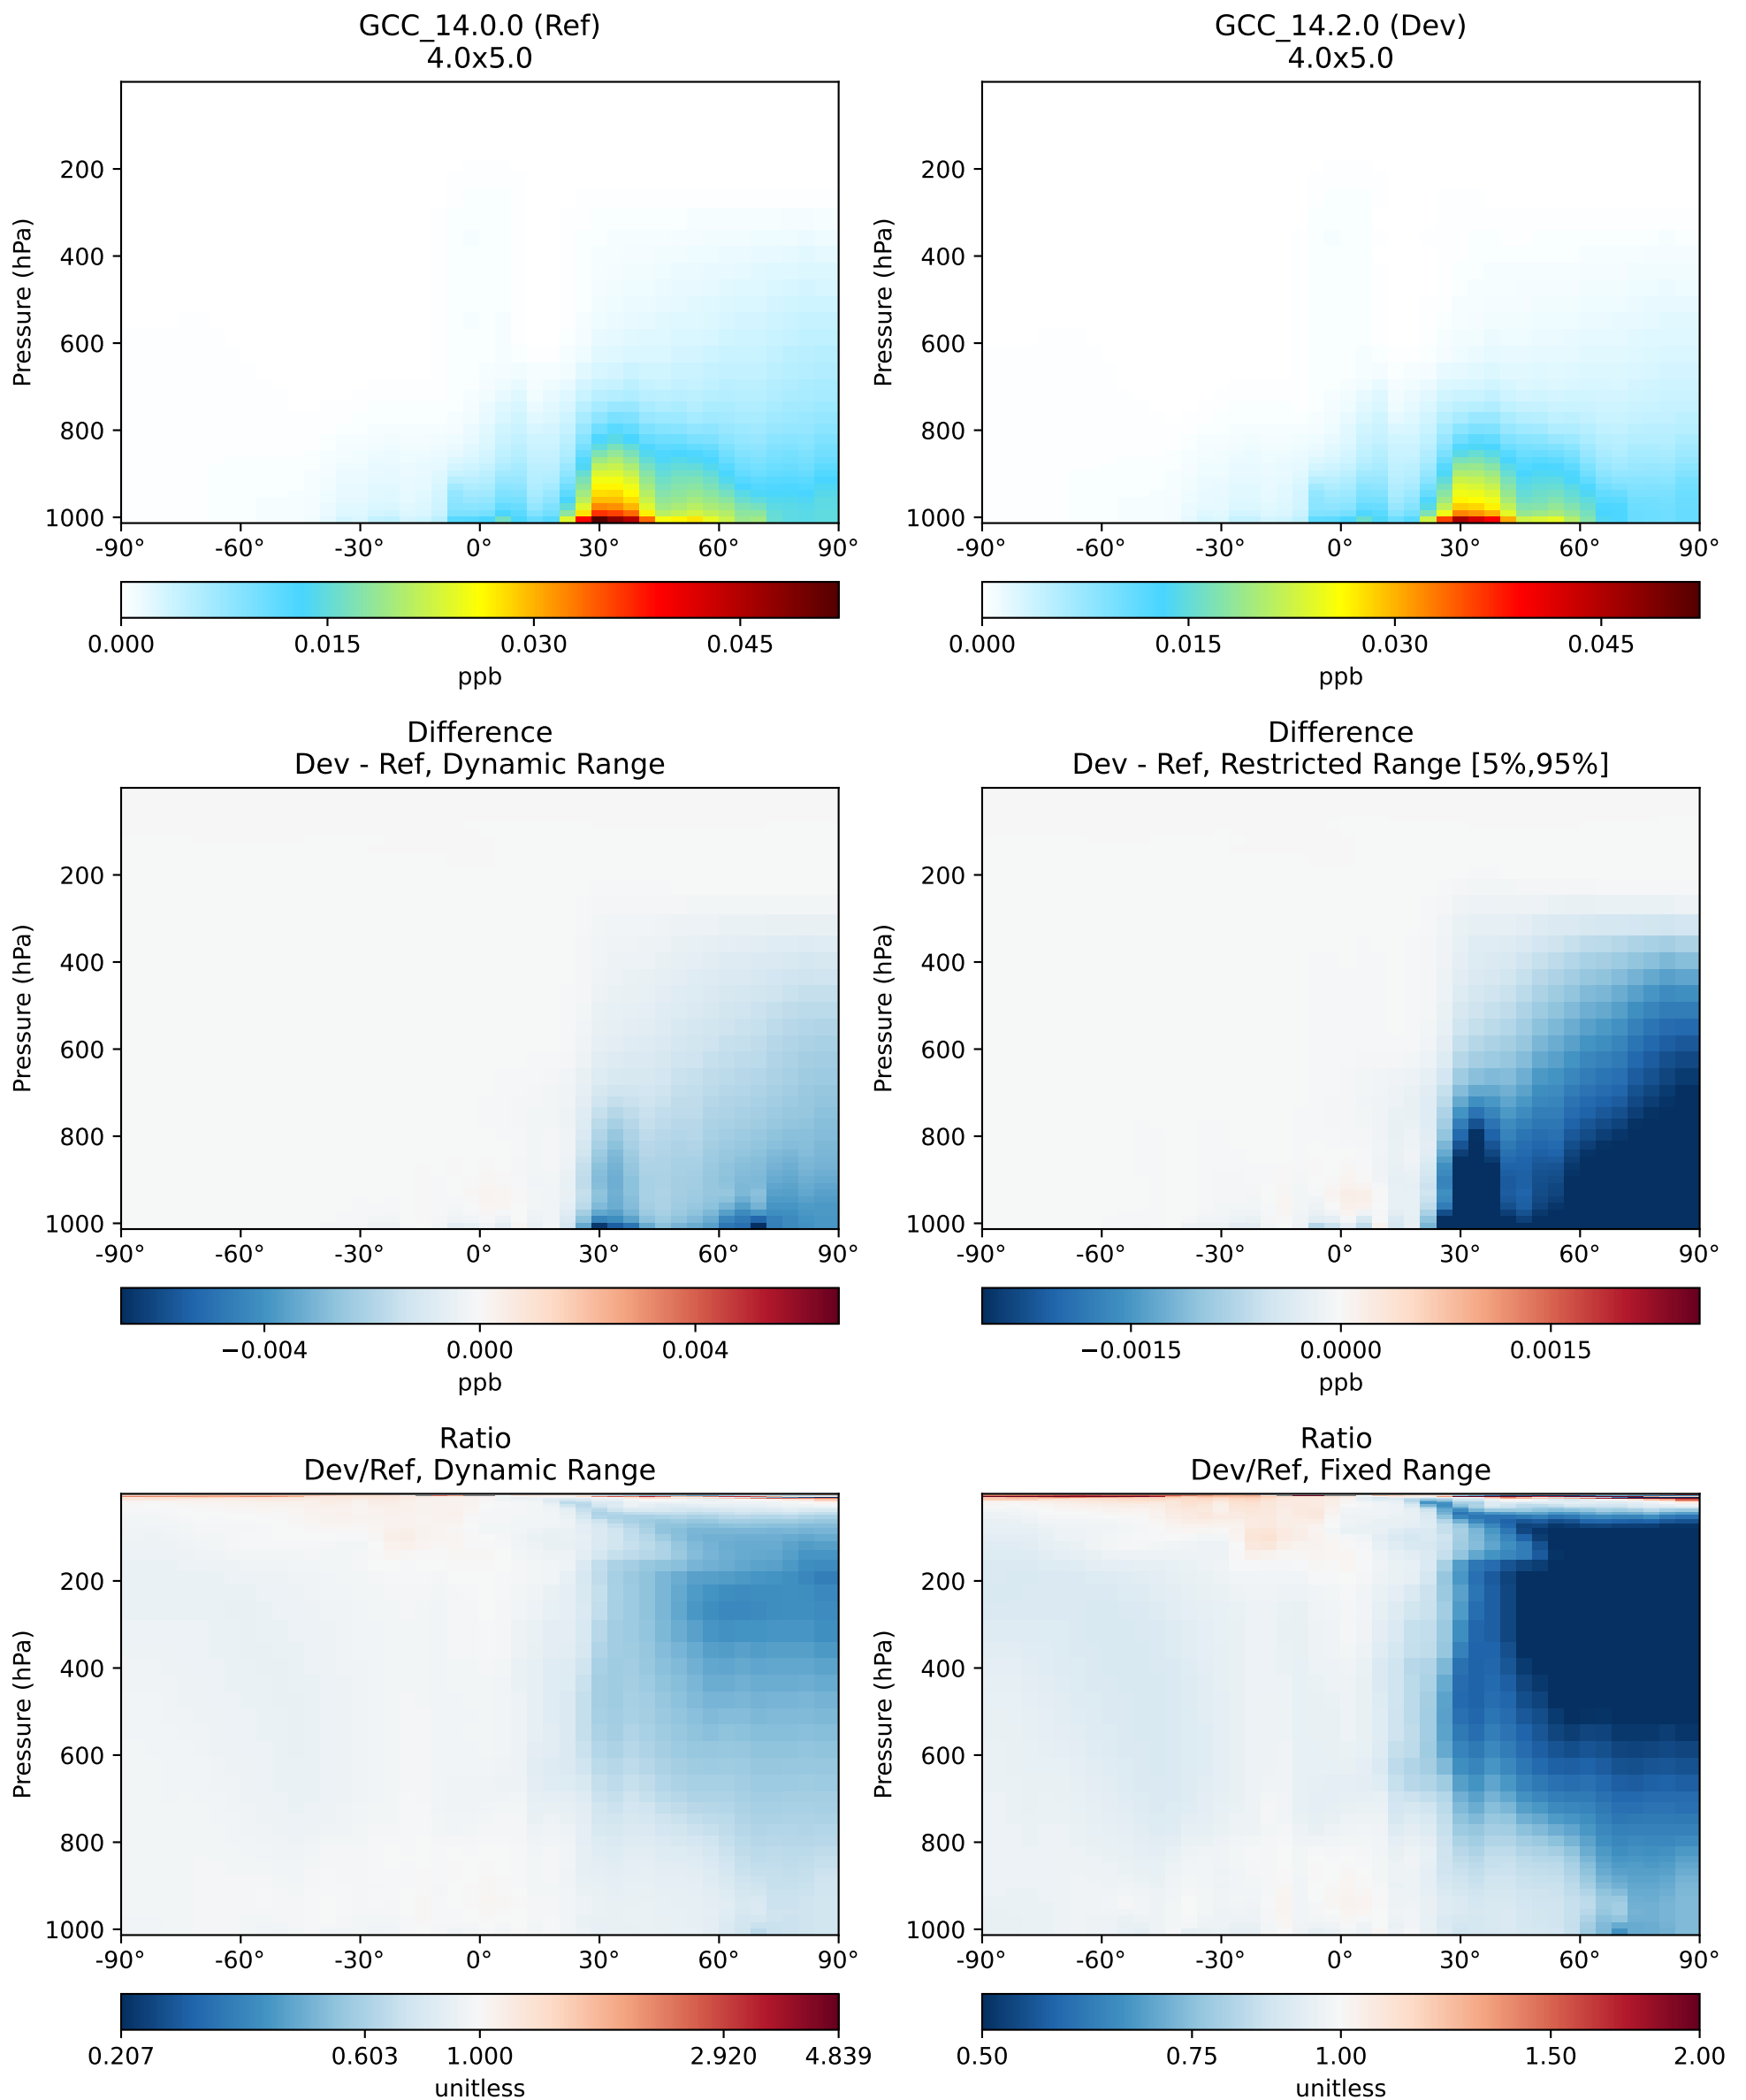 GCC_14.0.0 (Ref)
4.0x5.0
Pressure (hPa)
200
400
600
800
1000
-90° -60° -30° 0° 30° 60° 90°
0.000 0.015 0.030 0.045
ppb
GCC_14.2.0 (Dev)
4.0x5.0
Pressure (hPa)
200
400
600
800
1000
-90° -60° -30° 0° 30° 60° 90°
0.000 0.015 0.030 0.045
ppb
Difference
Dev - Ref, Dynamic Range
Pressure (hPa)
200
400
600
800
1000
-90° -60° -30° 0° 30° 60° 90°
−0.004 0.000 0.004
ppb
Difference
Dev - Ref, Restricted Range [5%,95%]
Pressure (hPa)
200
400
600
800
1000
-90° -60° -30° 0° 30° 60° 90°
−0.0015 0.0000 0.0015
ppb
Ratio
Dev/Ref, Dynamic Range
Pressure (hPa)
200
400
600
800
1000
-90° -60° -30° 0° 30° 60° 90°
0.207 0.603 1.000 2.920 4.839
unitless
Ratio
Dev/Ref, Fixed Range
Pressure (hPa)
200
400
600
800
1000
-90° -60° -30° 0° 30° 60° 90°
0.50 0.75 1.00 1.50 2.00
unitless